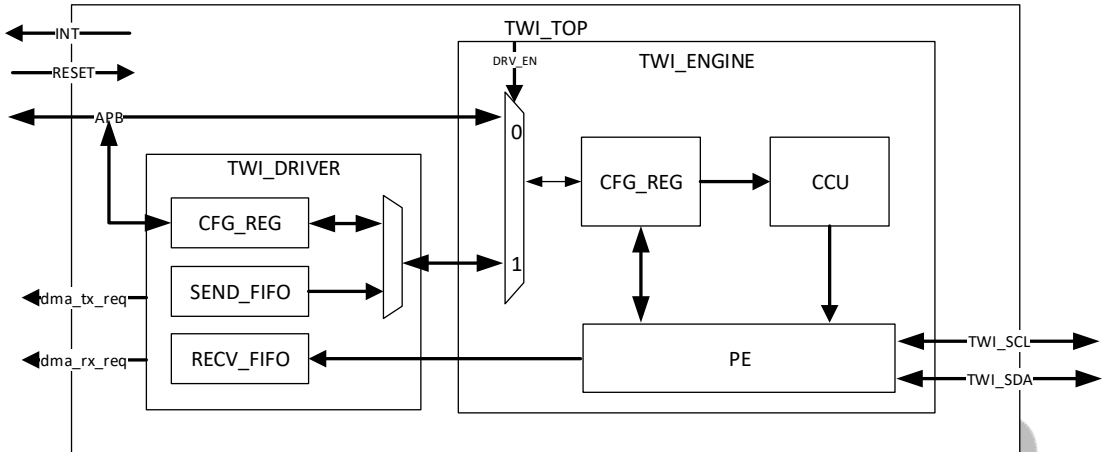 TWI_TOP
INT
DRV_EN
TWI_ENGINE
RESET
APB
0
TWI_DRIVER
CFG_REG
CCU
CFG_REG
1
SEND_FIFO
dma_tx_req
TWI_SCL
RECV_FIFO
dma_rx_req
PE
TWI_SDA